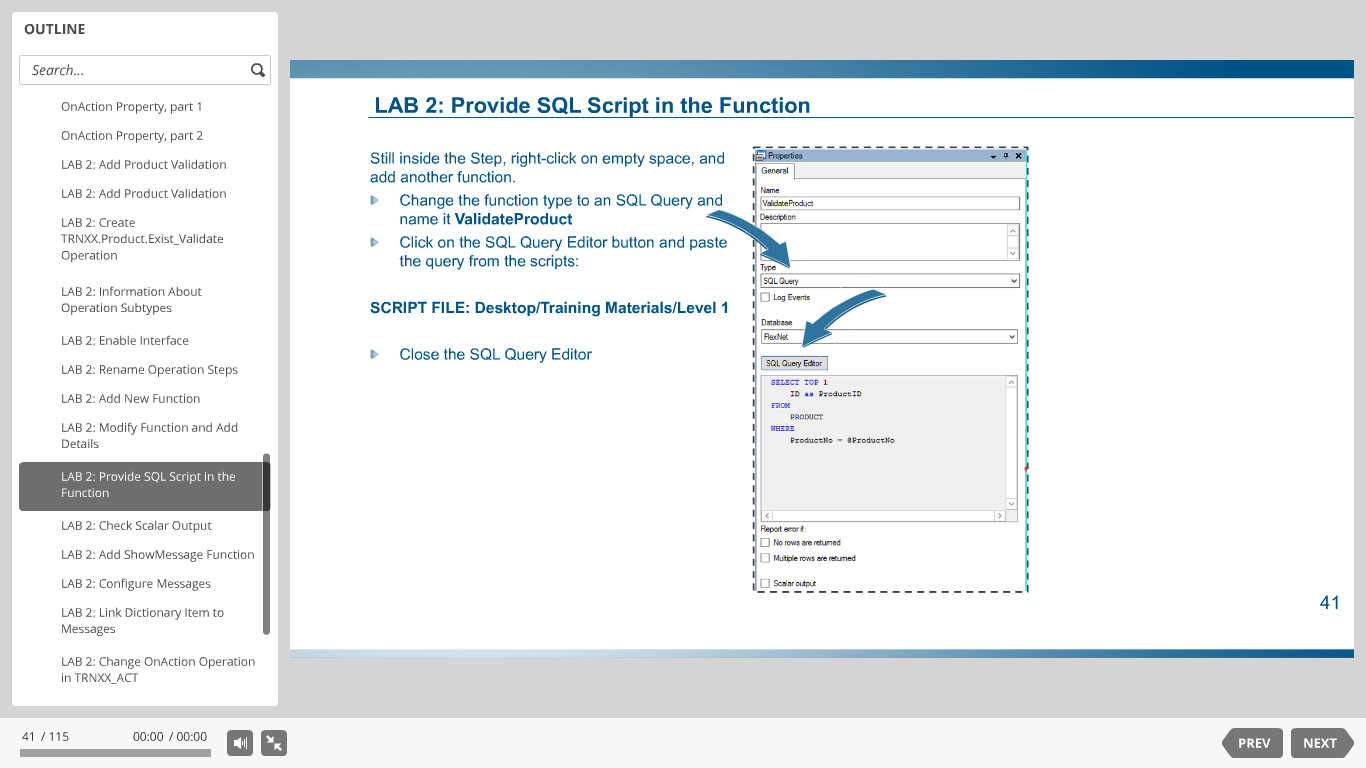 OUTLINE
Search...
OnAction Property, part 1
OnAction Property, part 2
LAB 2: Add Product Validation
LAB 2: Add Product Validation
LAB 2: Create
TRNXX.Product.Exist_Validate
Operation
LAB 2: Information About
Operation Subtypes
LAB 2: Enable Interface
LAB 2: Rename Operation Steps
LAB 2: Add New Function
LAB 2: Modify Function and Add
Details
LAB 2: Provide SQL Script in the
Function
LAB 2: Check Scalar Output
LAB 2: Add ShowMessage Function
LAB 2: Configure Messages
LAB 2: Link Dictionary Item to
Messages
LAB 2: Change OnAction Operation
in TRNXX_ACT
LAB 2: Provide SQL Script in the Function
Still inside the Step, right-click on empty space, and
add another function.
Change the function type to an SQL Query and
name it ValidateProduct
Click on the SQL Query Editor button and paste
the query from the scripts:
SCRIPT FILE: Desktop/Training Materials/Level 1
Close the SQL Query Editor
Properties
General
Name
ValidateProduct
Description
Type
SQL Query
Log Events
Database
FlexNet
SQL Query Editor
SELECT TOP 1
ID as ProductID
FROM
PRODUCT
WHERE
ProductNo = @ProductNo
Report error if:
No rows are returned
Multiple rows are returned
Scalar output
41
41 / 115
00:00 / 00:00
PREV
NEXT